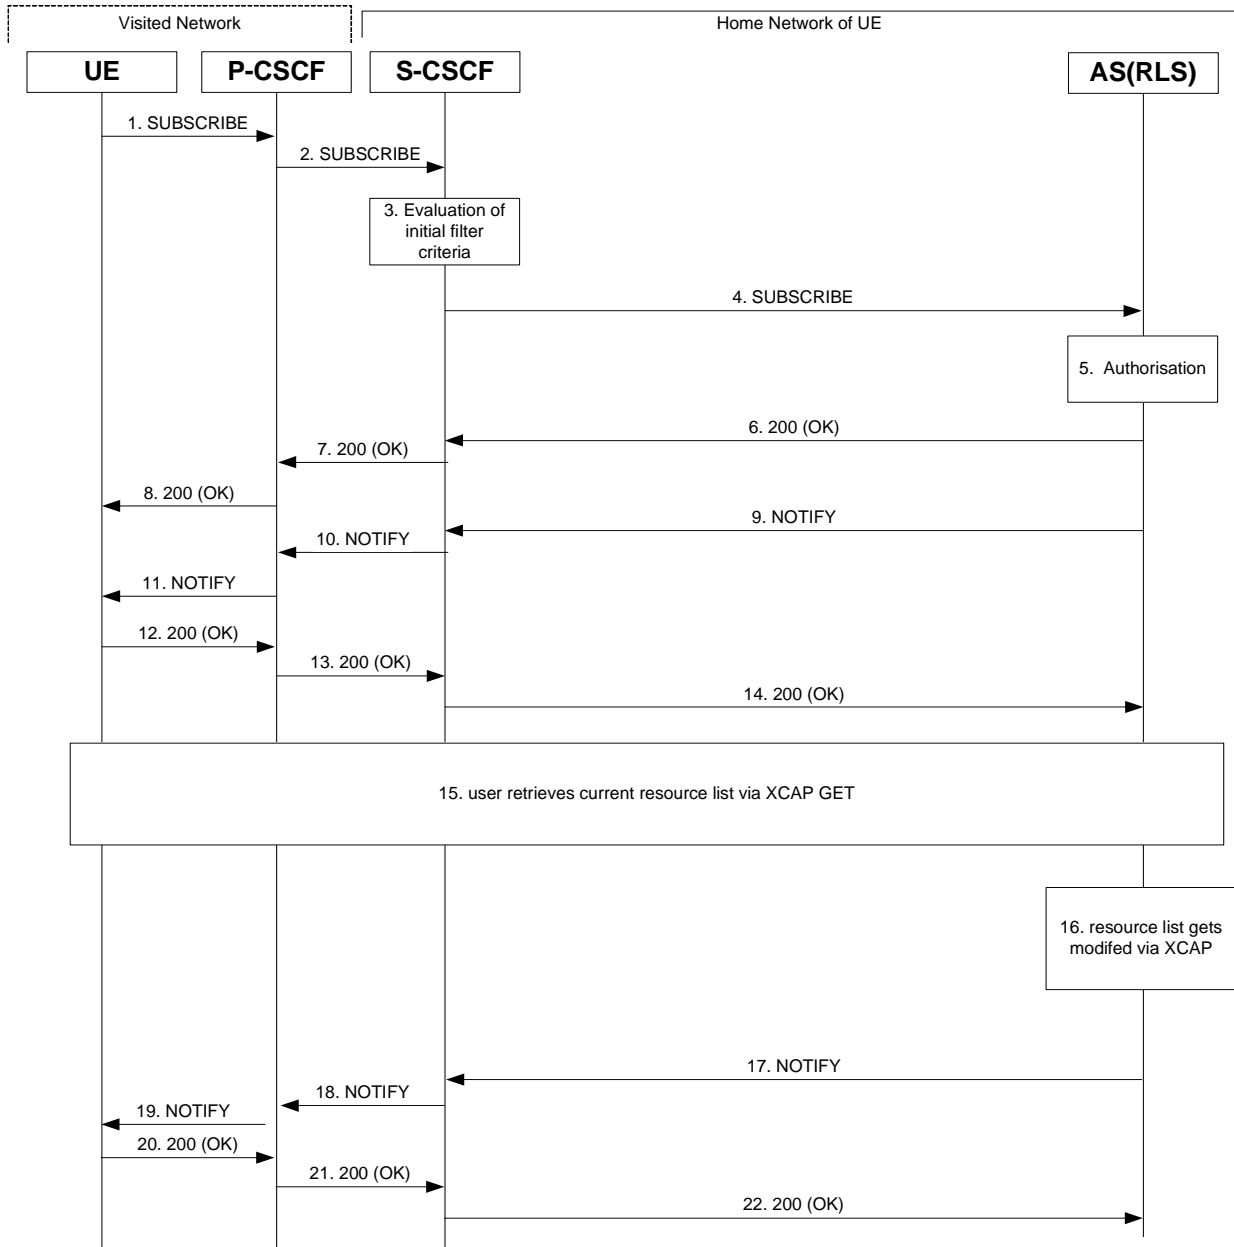 Visited Network
Home Network of UE
UE
P-CSCF
S-CSCF
AS(RLS)
1. SUBSCRIBE
2. SUBSCRIBE
3. Evaluation of
initial filter
criteria
4. SUBSCRIBE
5. Authorisation
6. 200 (OK)
7. 200 (OK)
8. 200 (OK)
9. NOTIFY
10. NOTIFY
11. NOTIFY
12. 200 (OK)
13. 200 (OK)
14. 200 (OK)
15. user retrieves current resource list via XCAP GET
16. resource list gets
modifed via XCAP
17. NOTIFY
18. NOTIFY
19. NOTIFY
20. 200 (OK)
21. 200 (OK)
22. 200 (OK)